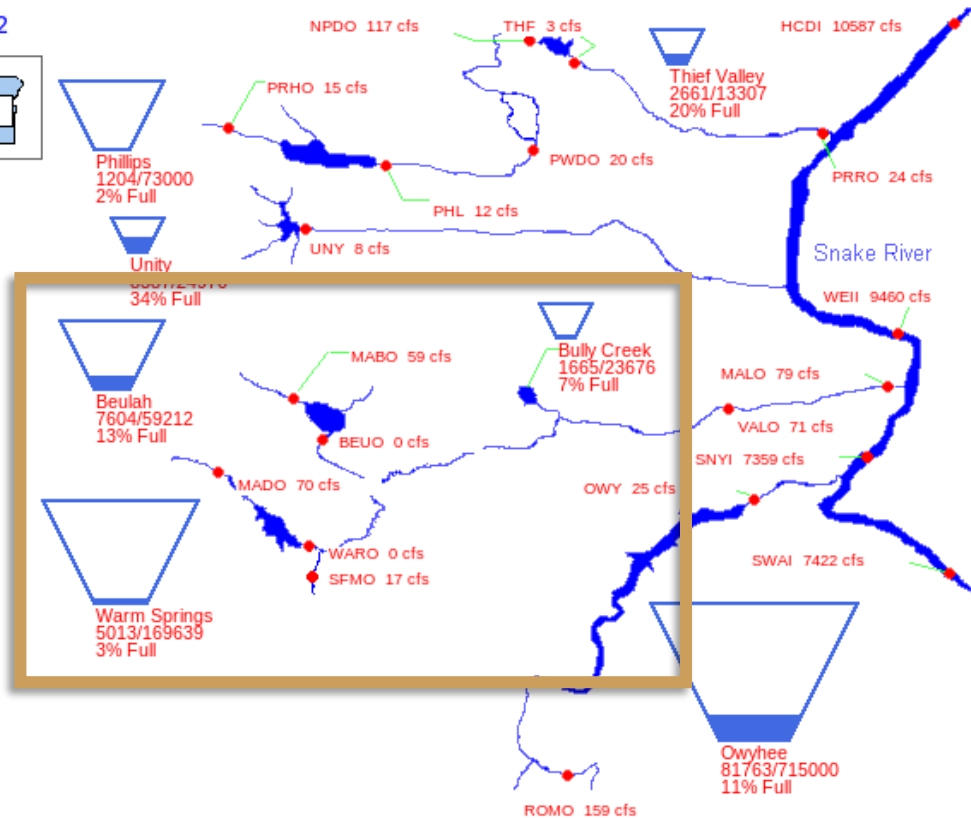 2
NPDO 117 cfs
THF 3 cfs
HCDI 10587 cfs
Thief Valley
2661/13307
20% Full
PRHO 15 cfs
Phillips
1204/73000
2% Full
PWDO 20 cfs
PRRO 24 cfs
PHL 12 cfs
UNY 8 cfs
Snake River
Unity
34% Full
WEII 9460 cfs
MABO 59 cfs
Bully Creek
1665/23676
7% Full
MALO 79 cfs
Beulah
7604/59212
13% Full
VALO 71 cfs
BEUO 0 cfs
SNYI 7359 cfs
MADO 70 cfs
OWY 25 cfs
WARO 0 cfs
SWAI 7422 cfs
SFMO 17 cfs
Warm Springs
5013/169639
3% Full
Owyhee
81763/715000
11% Full
ROMO 159 cfs